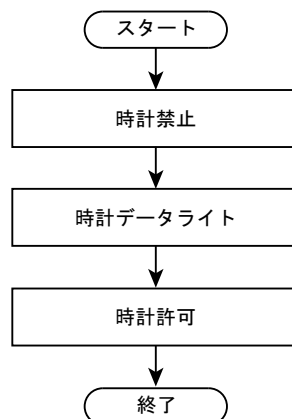 スタート
時計禁止
時計データライト
時計許可
終了